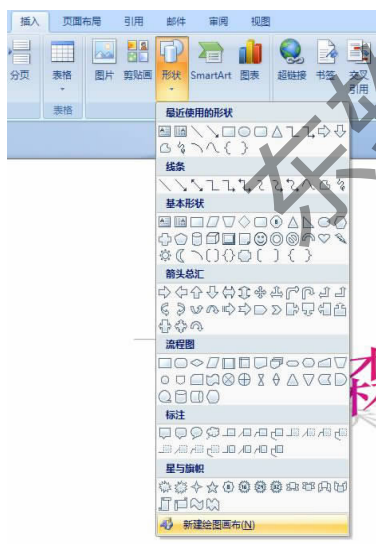 插入 页面布局 引用 邮件 审阅 视图
分页 表格 图片 剪贴画 形状 SmartArt 图表 超链接 书签 交叉引用
表格
最近使用的形状
线条
基本形状
箭头总汇
流程图
标注
星与旗帜
新建绘图画布(N)